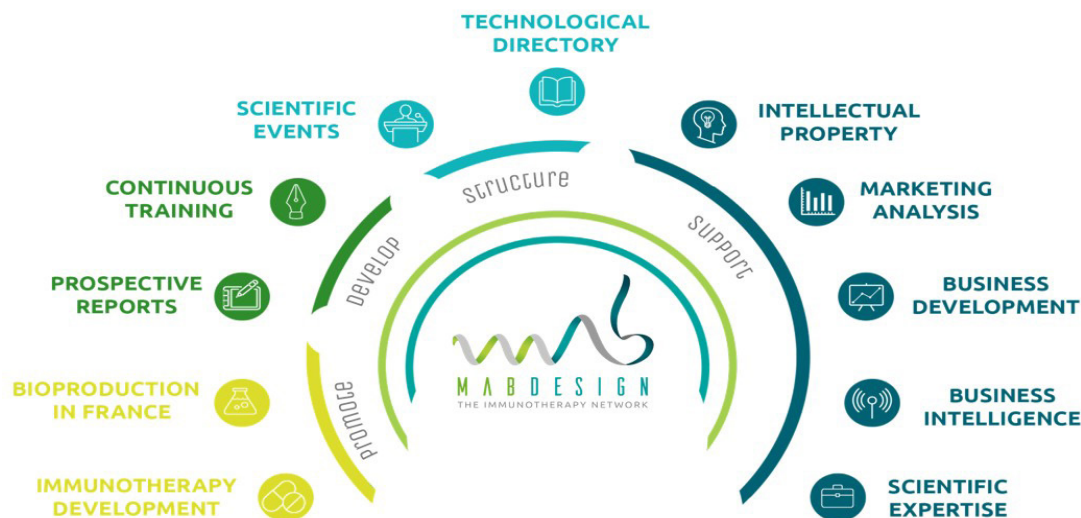 TECHNOLOGICAL
DIRECTORY
SCIENTIFIC
EVENTS
INTELLECTUAL
PROPERTY
CONTINUOUS
TRAINING
MARKETING
ANALYSIS
PROSPECTIVE
REPORTS
BUSINESS
DEVELOPMENT
BIOPRODUCTION
IN FRANCE
BUSINESS
INTELLIGENCE
IMMUNOTHERAPY
DEVELOPMENT
SCIENTIFIC
EXPERTISE
structure
support
develop
promote
mAb
MABDESIGN
THE IMMUNOTHERAPY NETWORK